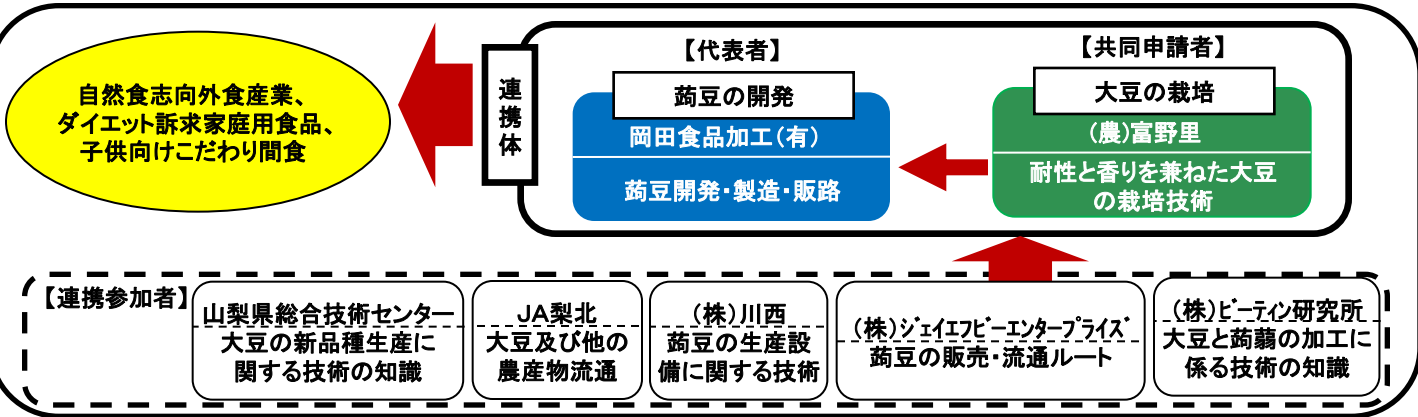 自然食志向外食産業、
ダイエット訴求家庭用食品、
子供向けこだわり間食
連
携
体
【代表者】
蒟豆の開発
岡田食品加工(有)
蒟豆開発・製造・販路
【共同申請者】
大豆の栽培
(農)富野里
耐性と香りを兼ねた大豆
の栽培技術
【連携参加者】
山梨県総合技術センター
大豆の新品種生産に
関する技術の知識
JA梨北
大豆及び他の
農産物流通
(株)川西
蒟豆の生産設
備に関する技術
(株)ジェイエフピーエンタープライズ
蒟豆の販売・流通ルート
(株)ビーティン研究所
大豆と蒟蒻の加工に
係る技術の知識